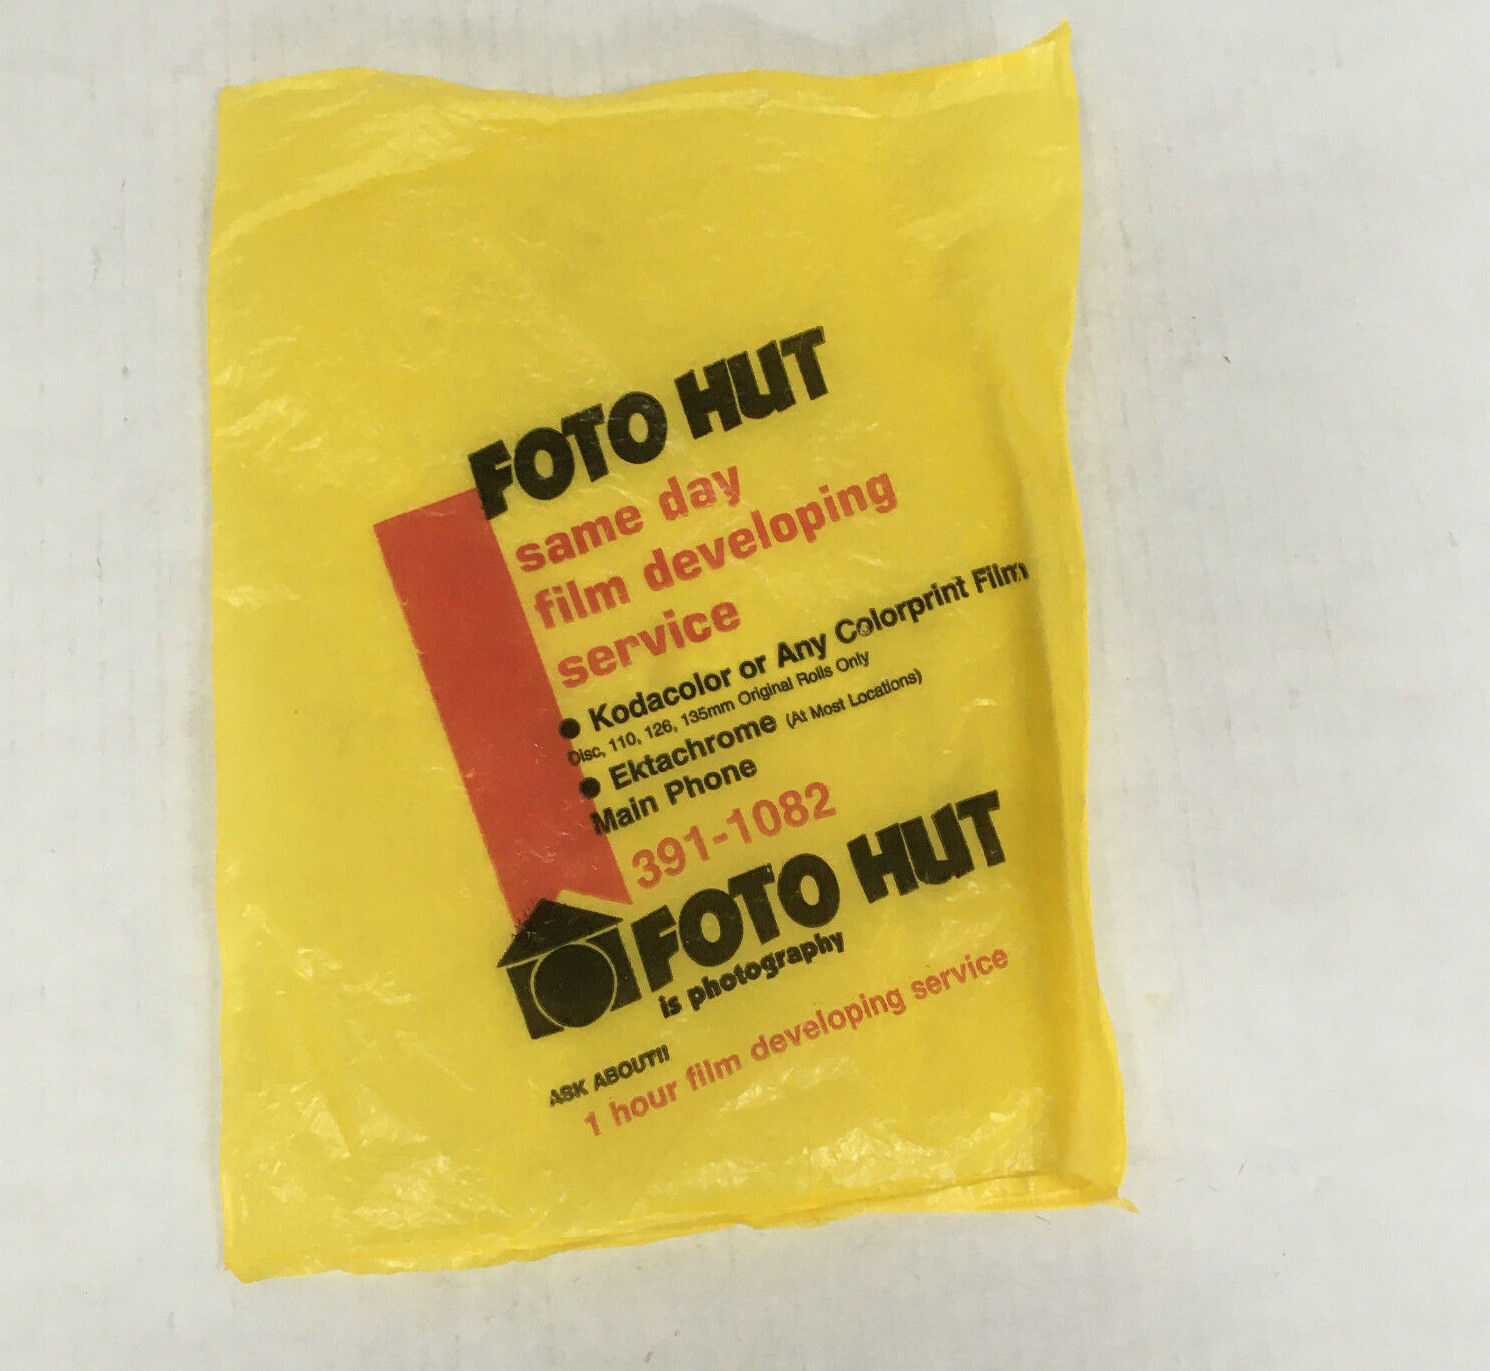 FOTO HUT
same day
film developing
service
● Kodacolor or Any Colorprint Film
Disc, 110, 126, 135mm Original Rolls Only
● Ektachrome (At Most Locations)
Main Phone
391-1082
FOTO HUT
is photography
ASK ABOUT!!
1 hour film developing service